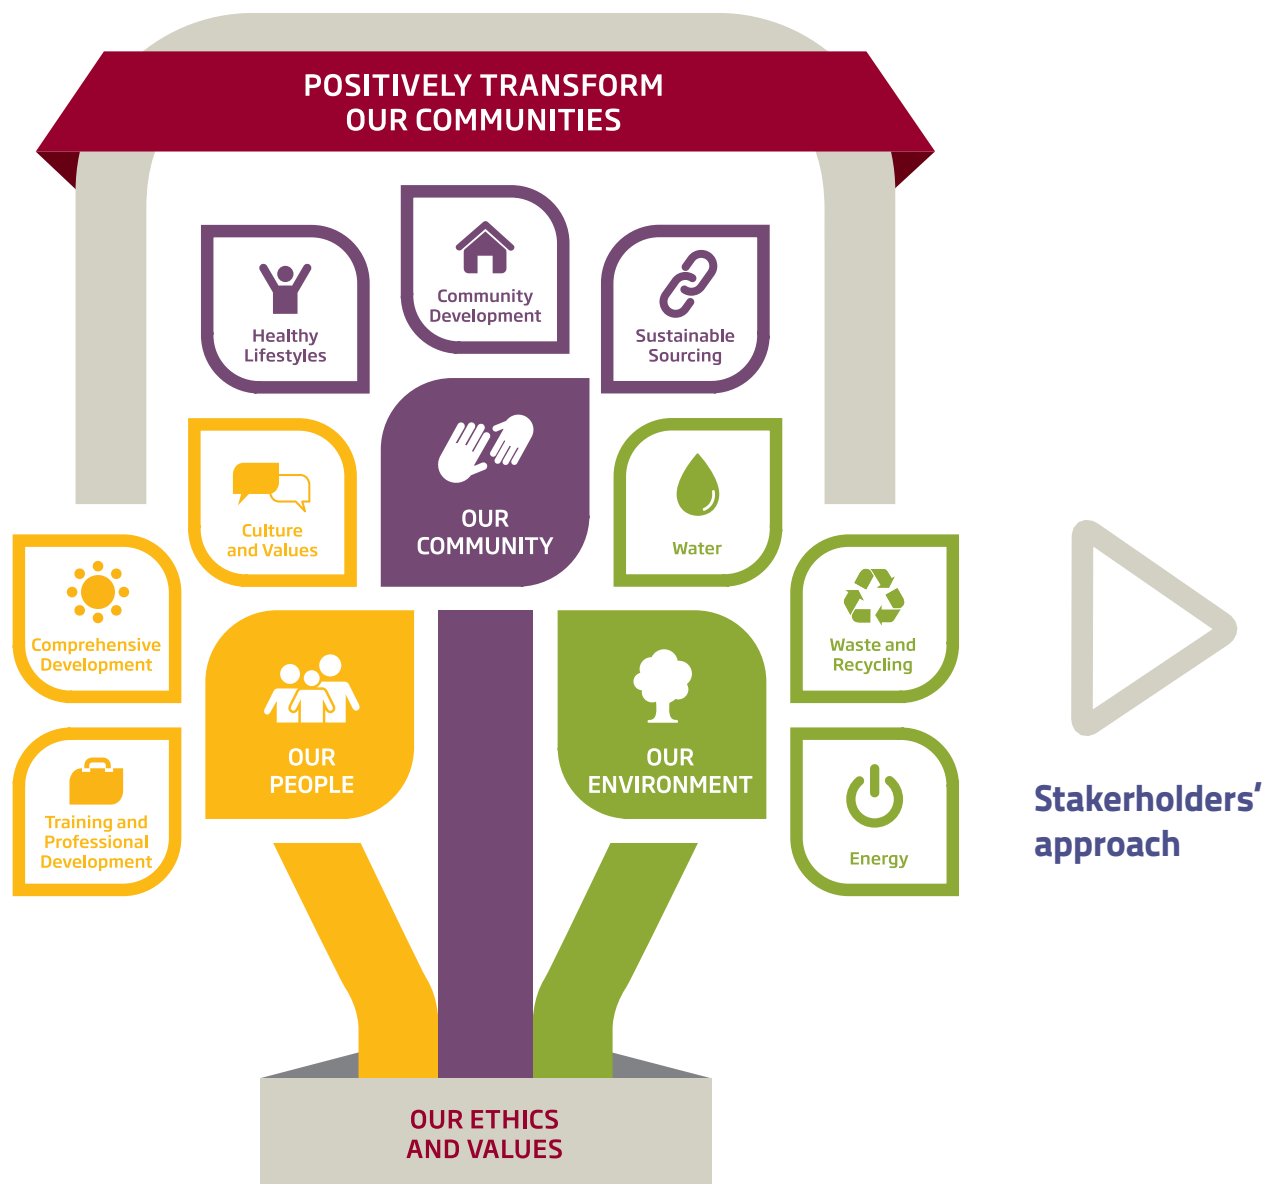 POSITIVELY TRANSFORM
OUR COMMUNITIES
Community
Development
Healthy
Lifestyles
Sustainable
Sourcing
OUR
COMMUNITY
Culture
and Values
Water
Comprehensive
Development
Waste and
Recycling
OUR
PEOPLE
OUR
ENVIRONMENT
Training and
Professional
Development
Energy
Stakerholders'
approach
OUR ETHICS
AND VALUES